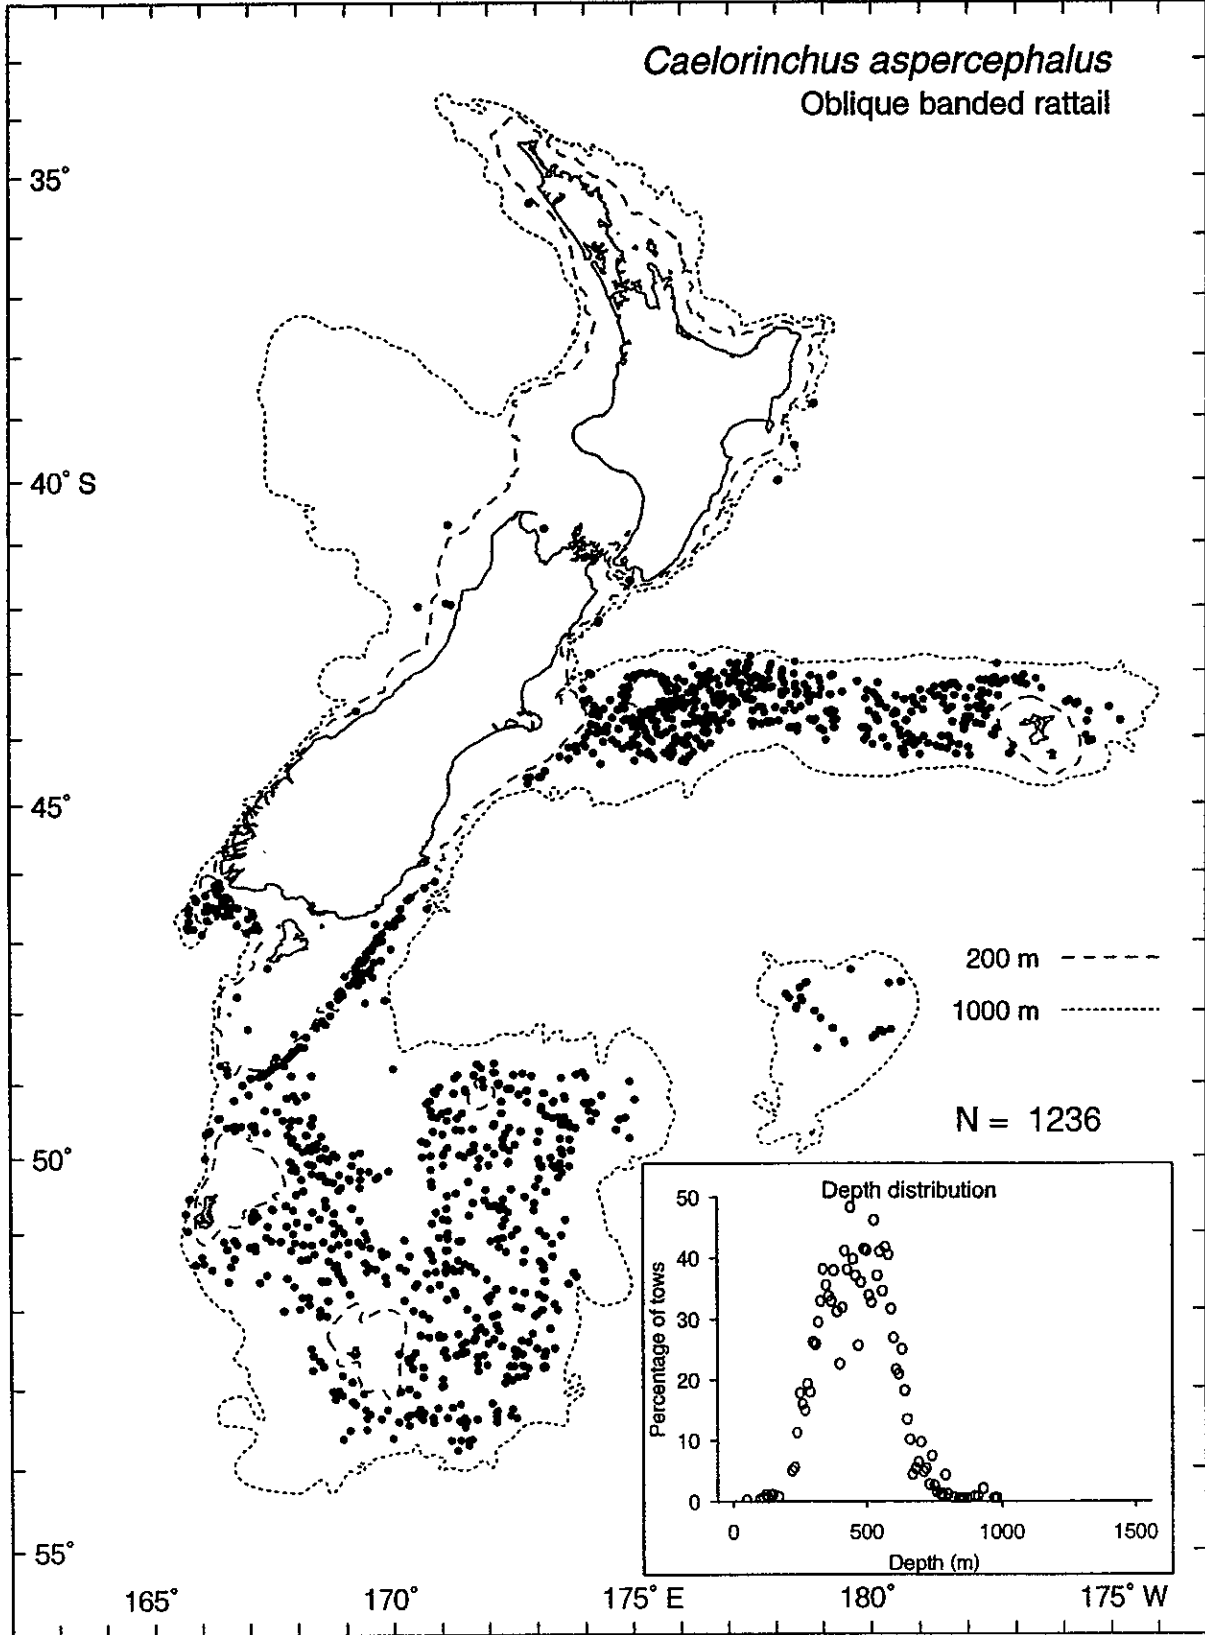 Caelorinchus aspercephalus
Oblique banded rattail
35°
40° S
45°
200 m
1000 m
N = 1236
50°
Depth distribution
50
40
30
20
10
0
Percentage of tows
0 500 1000 1500
Depth (m)
55°
165° 170° 175° E 180° 175° W